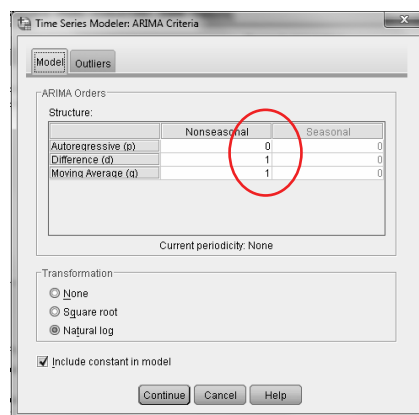 Time Series Modeler: ARIMA Criteria
Model Outliers
ARIMA Orders
Structure:
Nonseasonal Seasonal
Autoregressive (p) 0 0
Difference (d) 1 0
Moving Average (q) 1 0
Current periodicity: None
Transformation
None
Square root
Natural log
Include constant in model
Continue Cancel Help